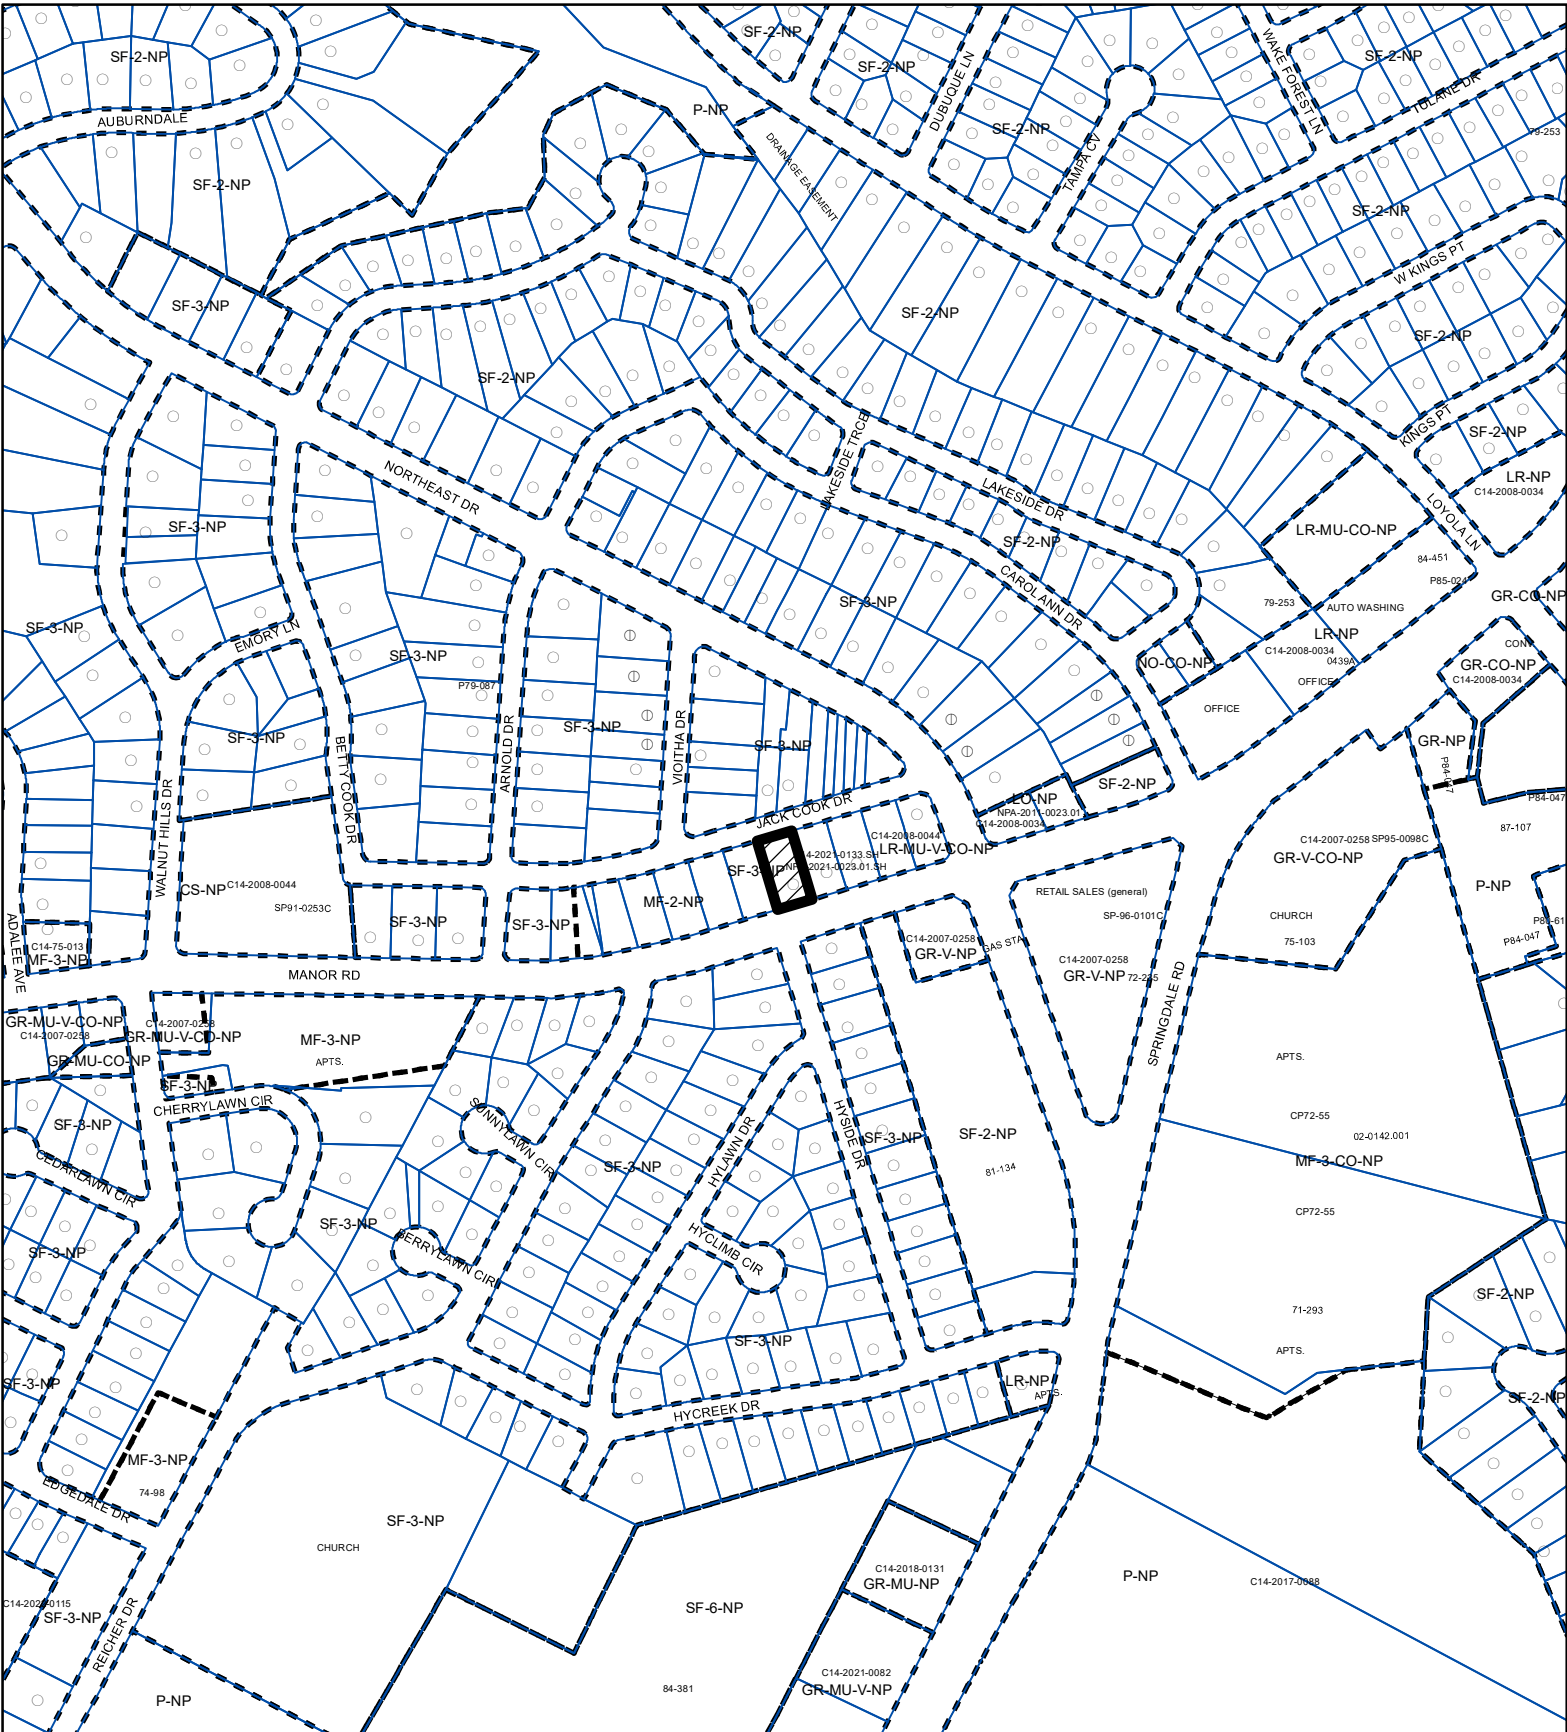 SF-2-NP
SF-2-NP
SF-2-NP
SF-2-NP
WAKE FOREST LN
DUBUQUE LN
TULANE DR
P-NP
AUBURNDALE
SF-2-NP
79-253
DRAINAGE EASEMENT
TAMPA CV
SF-2-NP
SF-2-NP
W KINGS PT
SF-3-NP
SF-2-NP
SF-2-NP
SF-2-NP
KINGS PT
SF-2-NP
LAKESIDE TRCE
NORTHEAST DR
LR-NP
C14-2008-0034
LAKESIDE DR
LOYOLA LN
SF-3-NP
LR-MU-CO-NP
SF-2-NP
84-451
CAROLANN DR
GR-CO-NP
SF-3-NP
79-253
AUTO WASHING
SF-3-NP
EMORY LN
LR-NP
CONV
C14-2008-0034
0439A
SF-3-NP
NO-CO-NP
GR-CO-NP
C14-2008-0034
OFFICE
P79-087
OFFICE
SF-3-NP
SF-3-NP
SF-3-NP
GR-NP
BETTY COOK DR
ARNOLD DR
VIOITHA DR
SF-2-NP
WALNUT HILLS DR
LO-NP
NPA-2011-0023.01
C14-2008-0034
P84-047
JACK COOK DR
87-107
C14-2008-0044
LR-MU-V-CO-NP
C14-2007-0258
SP95-0098C
GR-V-CO-NP
SF-3-NP
CS-NP
C14-2008-0044
RETAIL SALES (general)
P-NP
MF-2-NP
SP91-0253C
SP-96-0101C
CHURCH
SF-3-NP
SF-3-NP
ADALEE AVE
C14-75-013
MF-3-NP
C14-2007-0258
GR-V-NP
GAS STA
75-103
P84-047
MANOR RD
C14-2007-0258
GR-V-NP
GR-MU-V-CO-NP
C14-2007-0258
C14-2007-0258
GR-MU-V-CO-NP
MF-3-NP
APTS.
GR-MU-CO-NP
SPRINGDALE RD
APTS.
SF-3-NP
CHERRYLAWN CIR
SF-3-NP
SUNNYLAWN CIR
HYLAWN DR
HYSIDE DR
SF-3-NP
SF-2-NP
81-134
CP72-55
02-0142.001
MF-3-CO-NP
CEDARLAWN CIR
SF-3-NP
SF-3-NP
CP72-55
SF-3-NP
BERRYLAWN CIR
HYCLIMB CIR
71-293
SF-2-NP
SF-3-NP
APTS.
SF-3-NP
LR-NP
APTS.
SF-2-NP
HYCREEK DR
MF-3-NP
74-98
EDGEDALE DR
SF-3-NP
CHURCH
C14-2018-0131
GR-MU-NP
P-NP
C14-2017-0088
SF-3-NP
SF-6-NP
REICHER DR
84-381
C14-2021-0082
GR-MU-V-NP
P-NP